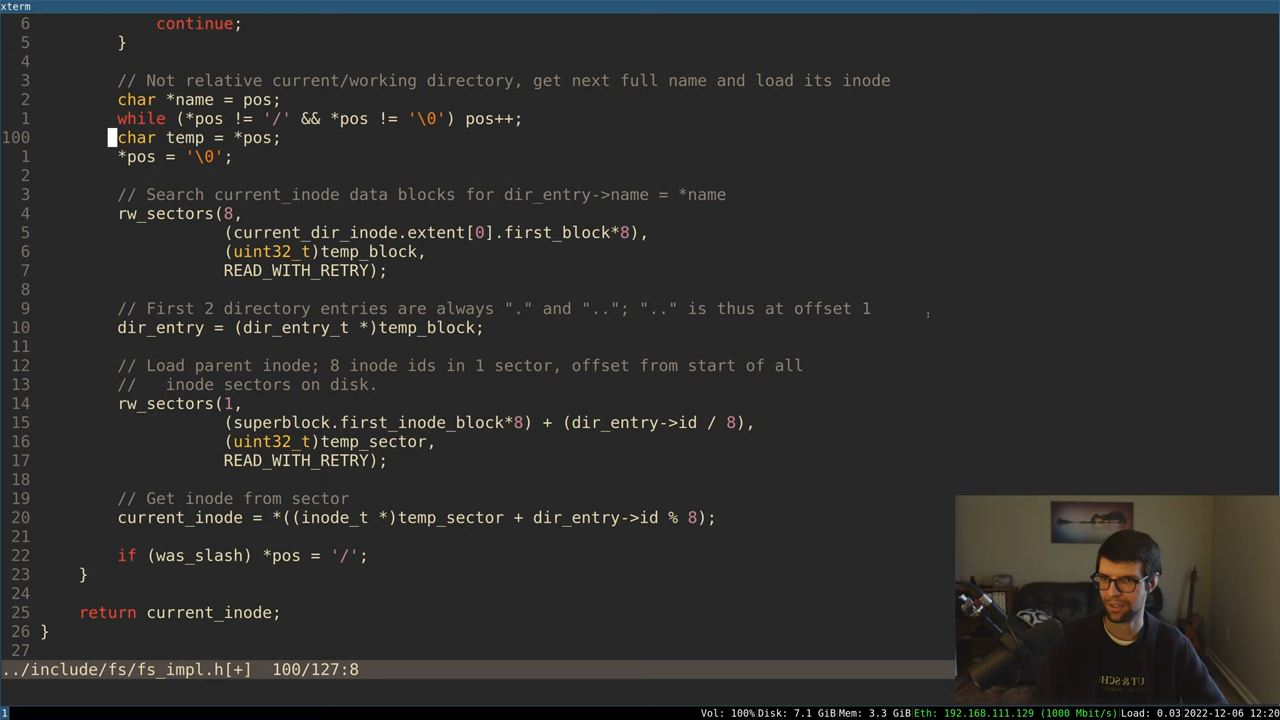 xterm
6 continue;
5 }
4
3 // Not relative current/working directory, get next full name and load its inode
2 char *name = pos;
1 while (*pos != '/' && *pos != '\0') pos++;
100 char temp = *pos;
1 *pos = '\0';
2
3 // Search current_inode data blocks for dir_entry->name = *name
4 rw_sectors(8,
5 (current_dir_inode.extent[0].first_block*8),
6 (uint32_t)temp_block,
7 READ_WITH_RETRY);
8
9 // First 2 directory entries are always "." and ".."; ".." is thus at offset 1
10 dir_entry = (dir_entry_t *)temp_block;
11
12 // Load parent inode; 8 inode ids in 1 sector, offset from start of all
13 //   inode sectors on disk.
14 rw_sectors(1,
15 (superblock.first_inode_block*8) + (dir_entry->id / 8),
16 (uint32_t)temp_sector,
17 READ_WITH_RETRY);
18
19 // Get inode from sector
20 current_inode = *((inode_t *)temp_sector + dir_entry->id % 8);
21
22 if (was_slash) *pos = '/';
23 }
24
25 return current_inode;
26 }
27
../include/fs/fs_impl.h[+] 100/127:8
1 Vol: 100% Disk: 7.1 GiB Mem: 3.3 GiB Eth: 192.168.111.129 (1000 Mbit/s) Load: 0.03 2022-12-06 12:20